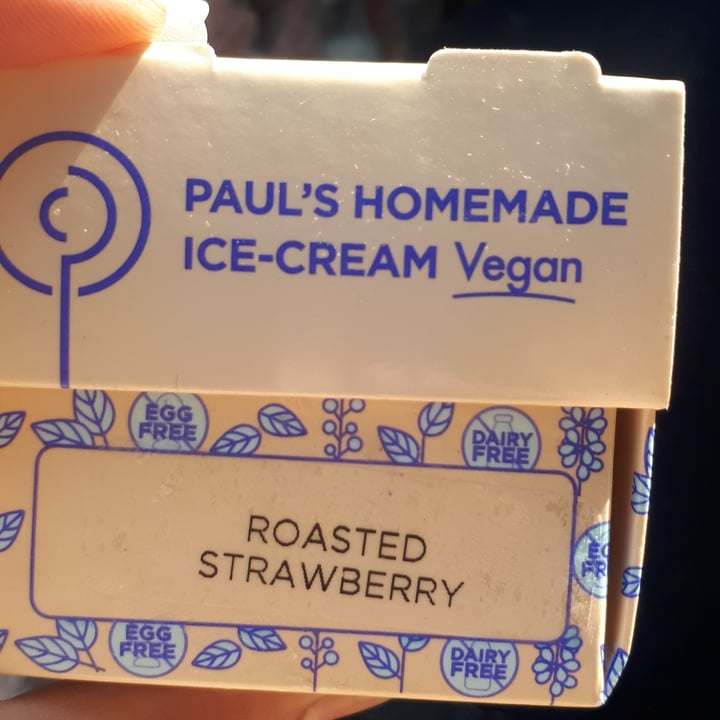 PAUL'S HOMEMADE
ICE-CREAM Vegan
EGG
FREE
DAIRY
FREE
ROASTED
STRAWBERRY
EGG
FREE
DAIRY
FREE